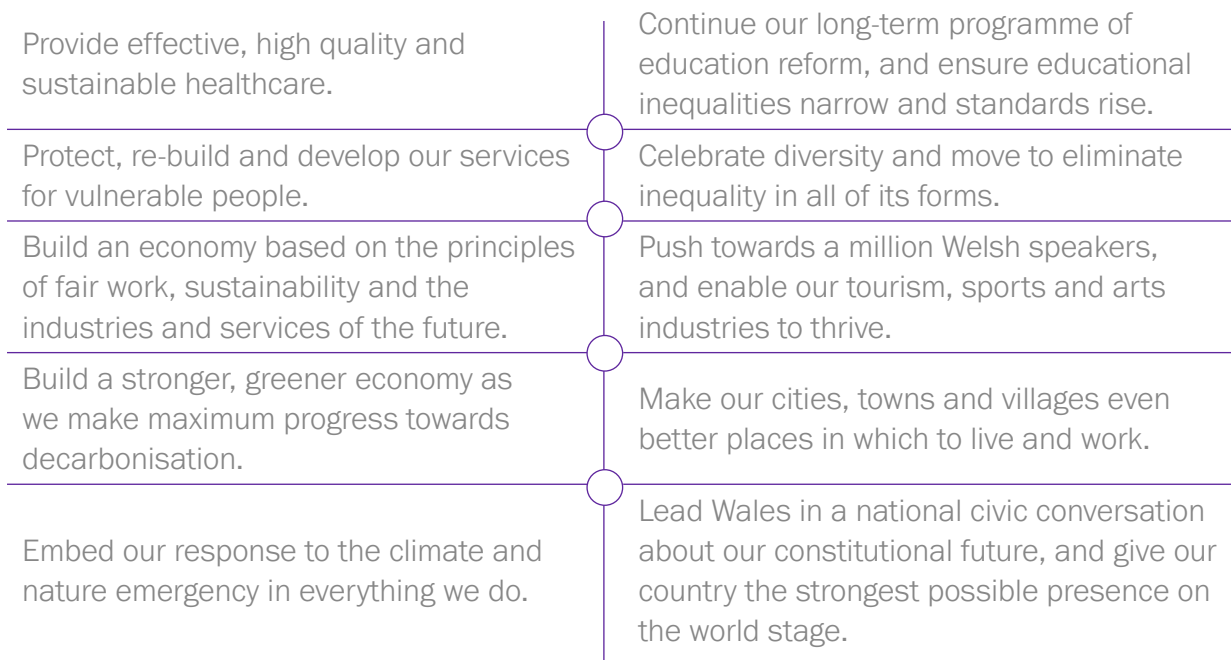 Provide effective, high quality and
sustainable healthcare.
Continue our long-term programme of
education reform, and ensure educational
inequalities narrow and standards rise.
Protect, re-build and develop our services
for vulnerable people.
Celebrate diversity and move to eliminate
inequality in all of its forms.
Build an economy based on the principles
of fair work, sustainability and the
industries and services of the future.
Push towards a million Welsh speakers,
and enable our tourism, sports and arts
industries to thrive.
Build a stronger, greener economy as
we make maximum progress towards
decarbonisation.
Make our cities, towns and villages even
better places in which to live and work.
Embed our response to the climate and
nature emergency in everything we do.
Lead Wales in a national civic conversation
about our constitutional future, and give our
country the strongest possible presence on
the world stage.